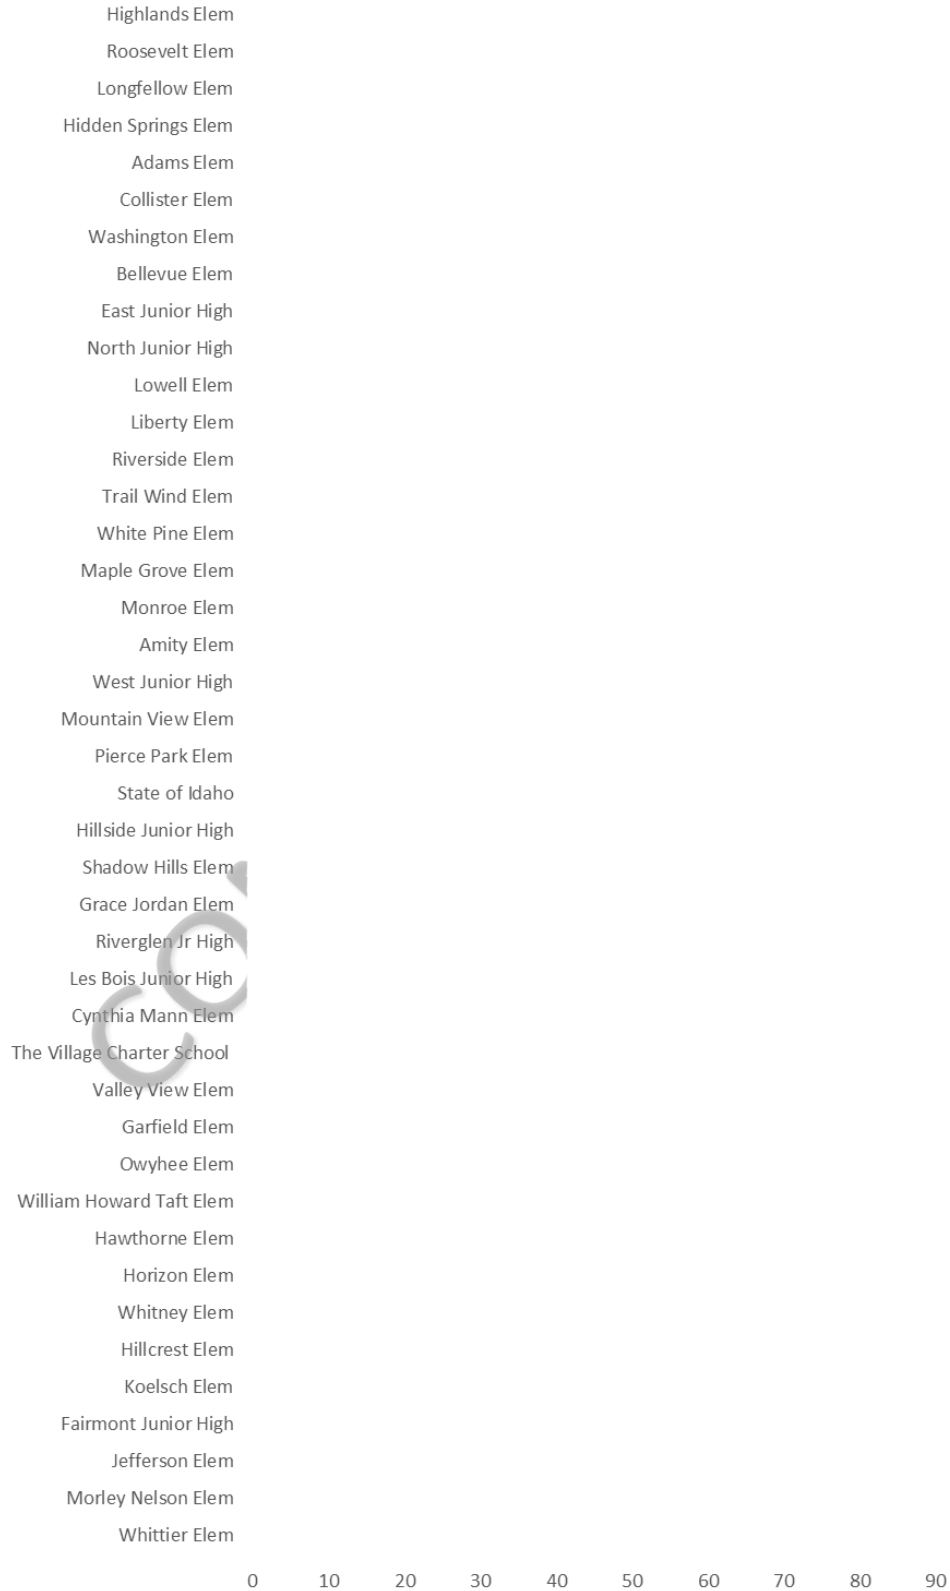 Highlands Elem
Roosevelt Elem
Longfellow Elem
Hidden Springs Elem
Adams Elem
Collister Elem
Washington Elem
Bellevue Elem
East Junior High
North Junior High
Lowell Elem
Liberty Elem
Riverside Elem
Trail Wind Elem
White Pine Elem
Maple Grove Elem
Monroe Elem
Amity Elem
West Junior High
Mountain View Elem
Pierce Park Elem
State of Idaho
Hillside Junior High
Shadow Hills Elem
Grace Jordan Elem
Riverglen Jr High
Les Bois Junior High
Cynthia Mann Elem
The Village Charter School
Valley View Elem
Garfield Elem
Owyhee Elem
William Howard Taft Elem
Hawthorne Elem
Horizon Elem
Whitney Elem
Hillcrest Elem
Koelsch Elem
Fairmont Junior High
Jefferson Elem
Morley Nelson Elem
Whittier Elem
0 10 20 30 40 50 60 70 80 90